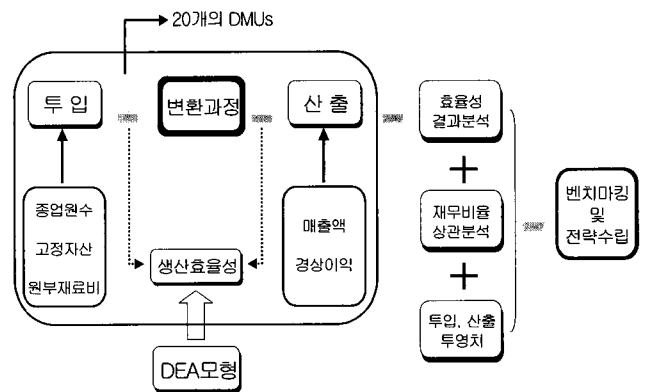 20개의 DMUs
투 입
변환과정
산 출
효율성
결과분석
종업원수
고정자산
원부재료비
매출액
경상이익
생산효율성
DEA모형
+
재무비율
상관분석
+
투입, 산출
투영치
벤치마킹
및
전략수립